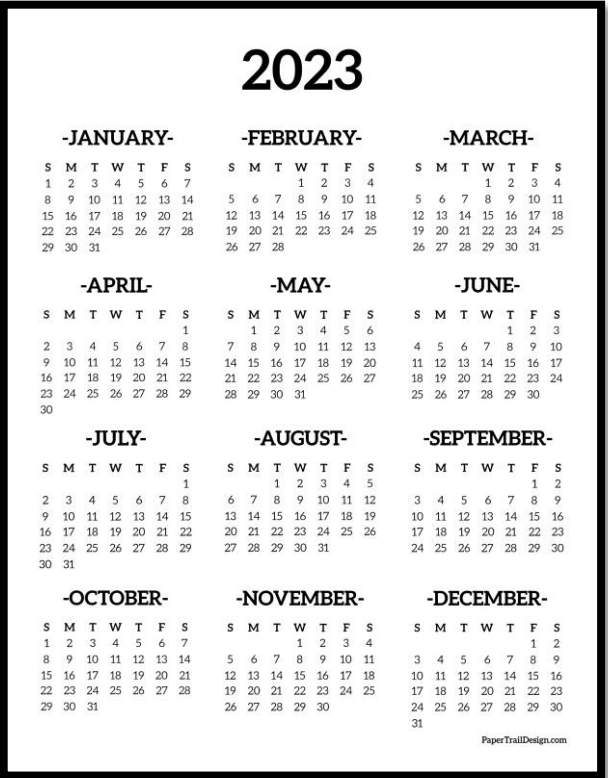 2023
-JANUARY- -FEBRUARY- -MARCH-
S M T W T F S S M T W T F S S M T W T F S
1 2 3 4 5 6 7 1 2 3 4 1 2 3 4
8 9 10 11 12 13 14 5 6 7 8 9 10 11 5 6 7 8 9 10 11
15 16 17 18 19 20 21 12 13 14 15 16 17 18 12 13 14 15 16 17 18
22 23 24 25 26 27 28 19 20 21 22 23 24 25 19 20 21 22 23 24 25
29 30 31 26 27 28 26 27 28 29 30 31
-APRIL- -MAY- -JUNE-
S M T W T F S S M T W T F S S M T W T F S
1 1 2 3 4 5 6 1 2 3
2 3 4 5 6 7 8 7 8 9 10 11 12 13 4 5 6 7 8 9 10
9 10 11 12 13 14 15 14 15 16 17 18 19 20 11 12 13 14 15 16 17
16 17 18 19 20 21 22 21 22 23 24 25 26 27 18 19 20 21 22 23 24
23 24 25 26 27 28 29 28 29 30 31 25 26 27 28 29 30
30
-JULY- -AUGUST- -SEPTEMBER-
S M T W T F S S M T W T F S S M T W T F S
1 1 2 3 4 5 1 2
2 3 4 5 6 7 8 6 7 8 9 10 11 12 3 4 5 6 7 8 9
9 10 11 12 13 14 15 13 14 15 16 17 18 19 10 11 12 13 14 15 16
16 17 18 19 20 21 22 20 21 22 23 24 25 26 17 18 19 20 21 22 23
23 24 25 26 27 28 29 27 28 29 30 31 24 25 26 27 28 29 30
30 31
-OCTOBER- -NOVEMBER- -DECEMBER-
S M T W T F S S M T W T F S S M T W T F S
1 2 3 4 5 6 7 1 2 3 4 1 2
8 9 10 11 12 13 14 5 6 7 8 9 10 11 3 4 5 6 7 8 9
15 16 17 18 19 20 21 12 13 14 15 16 17 18 10 11 12 13 14 15 16
22 23 24 25 26 27 28 19 20 21 22 23 24 25 17 18 19 20 21 22 23
29 30 31 26 27 28 29 30 24 25 26 27 28 29 30
31
PaperTrailDesign.com